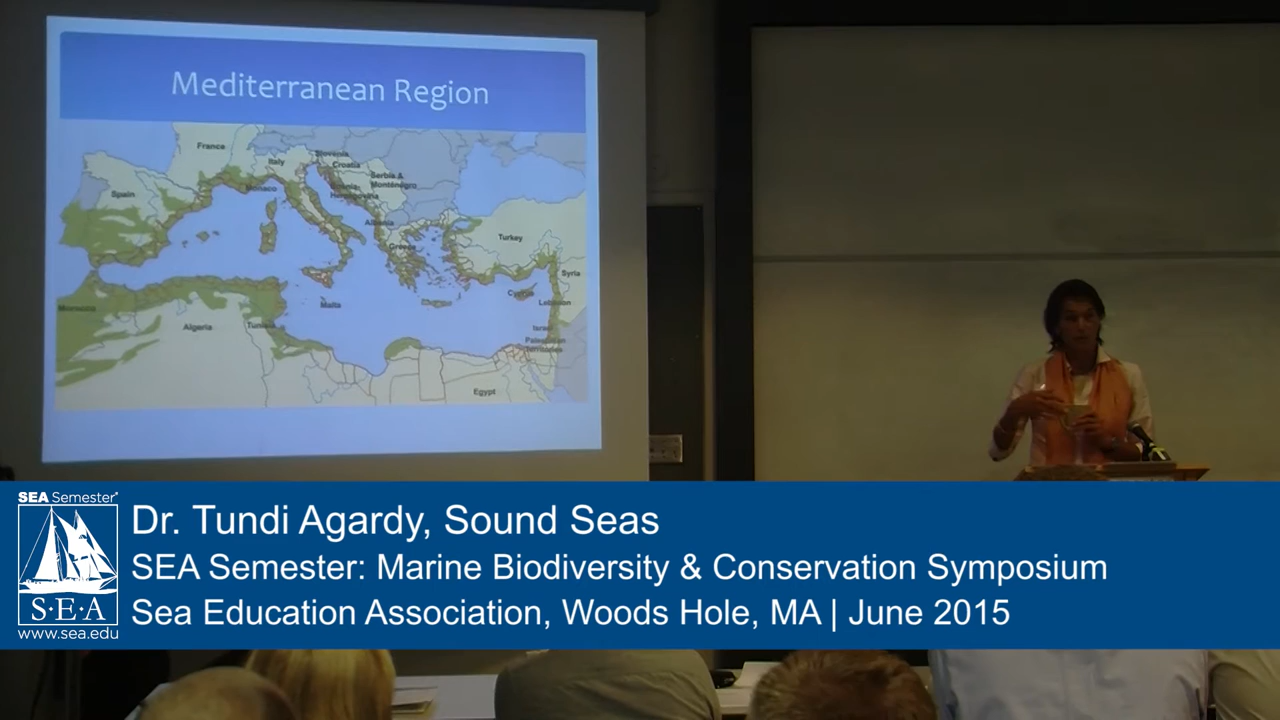 Mediterranean Region
France
Slovenia
Italy
Croatia
Serbia &
Montenegro
Monaco
Spain
Albania
Greece
Turkey
Syria
Cyprus
Lebanon
Malta
Morocco
Algeria
Tunisia
Israel
Palestinian
Territories
Egypt
SEA Semester®
S·E·A
www.sea.edu
Dr. Tundi Agardy, Sound Seas
SEA Semester: Marine Biodiversity & Conservation Symposium
Sea Education Association, Woods Hole, MA | June 2015